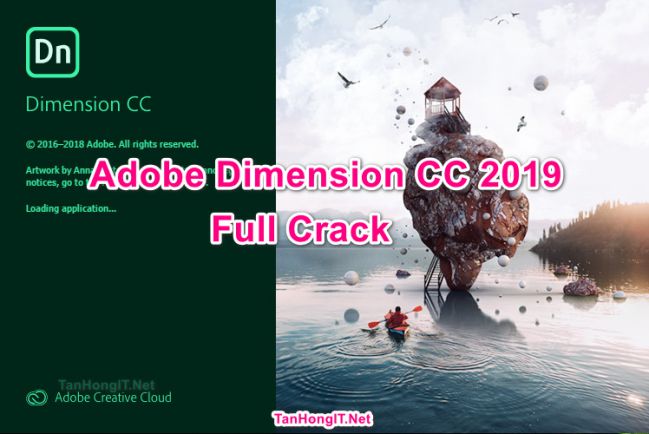 Dn
Dimension CC
© 2016–2018 Adobe. All rights reserved.
Artwork by Anna
notices, go to
Adobe Dimension CC 2019
Full Crack
Loading application...
TanHongIT.Net
Adobe Creative Cloud
TanHongIT.Net